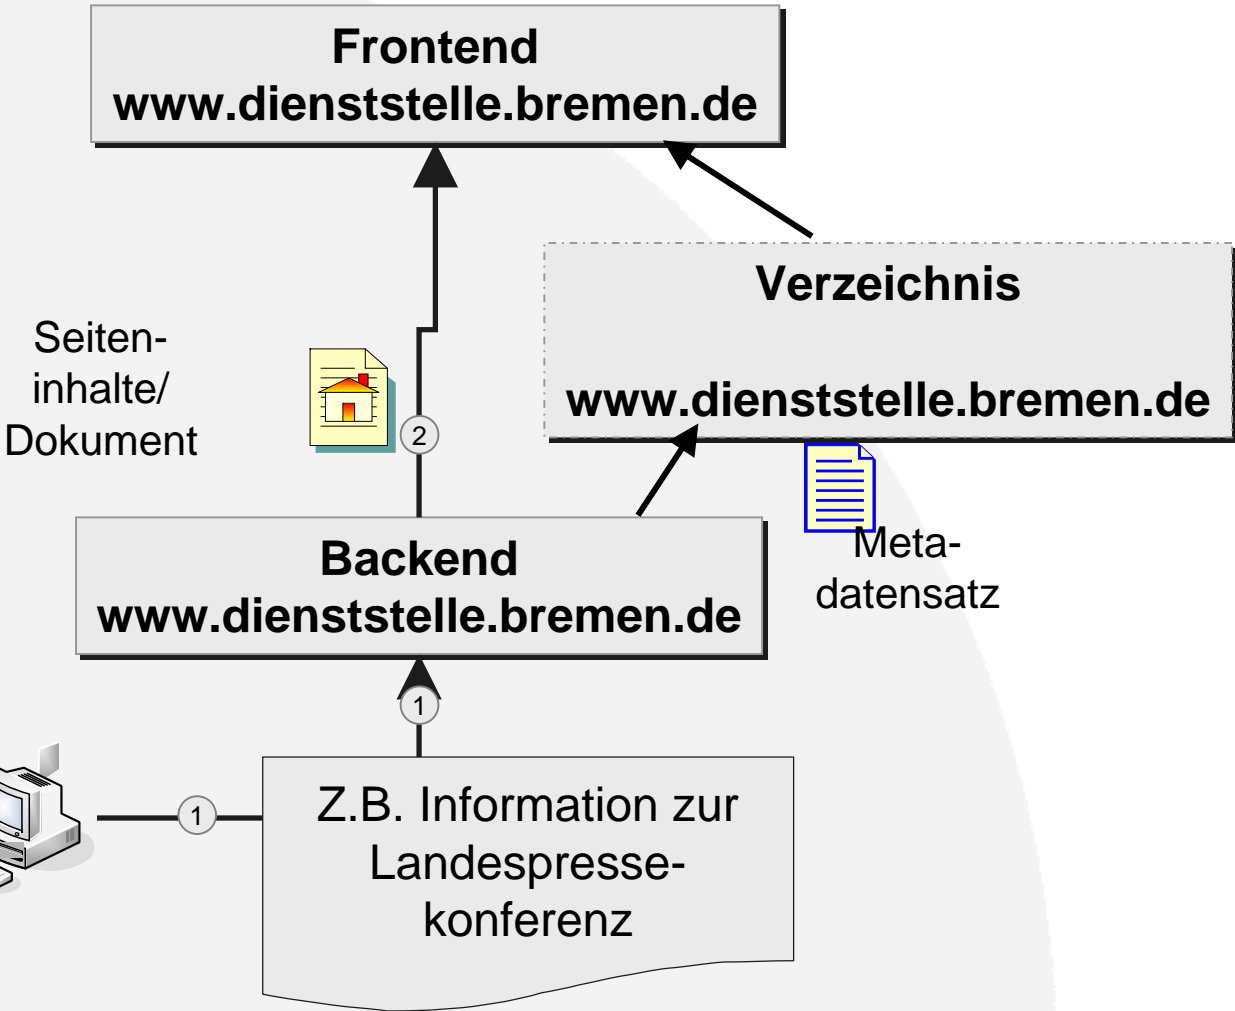 Frontend
www.dienststelle.bremen.de
Verzeichnis
www.dienststelle.bremen.de
Seiten-
inhalte/
Dokument
2
Backend
www.dienststelle.bremen.de
Meta-
datensatz
1
1
Z.B. Information zur
Landespresse-
konferenz